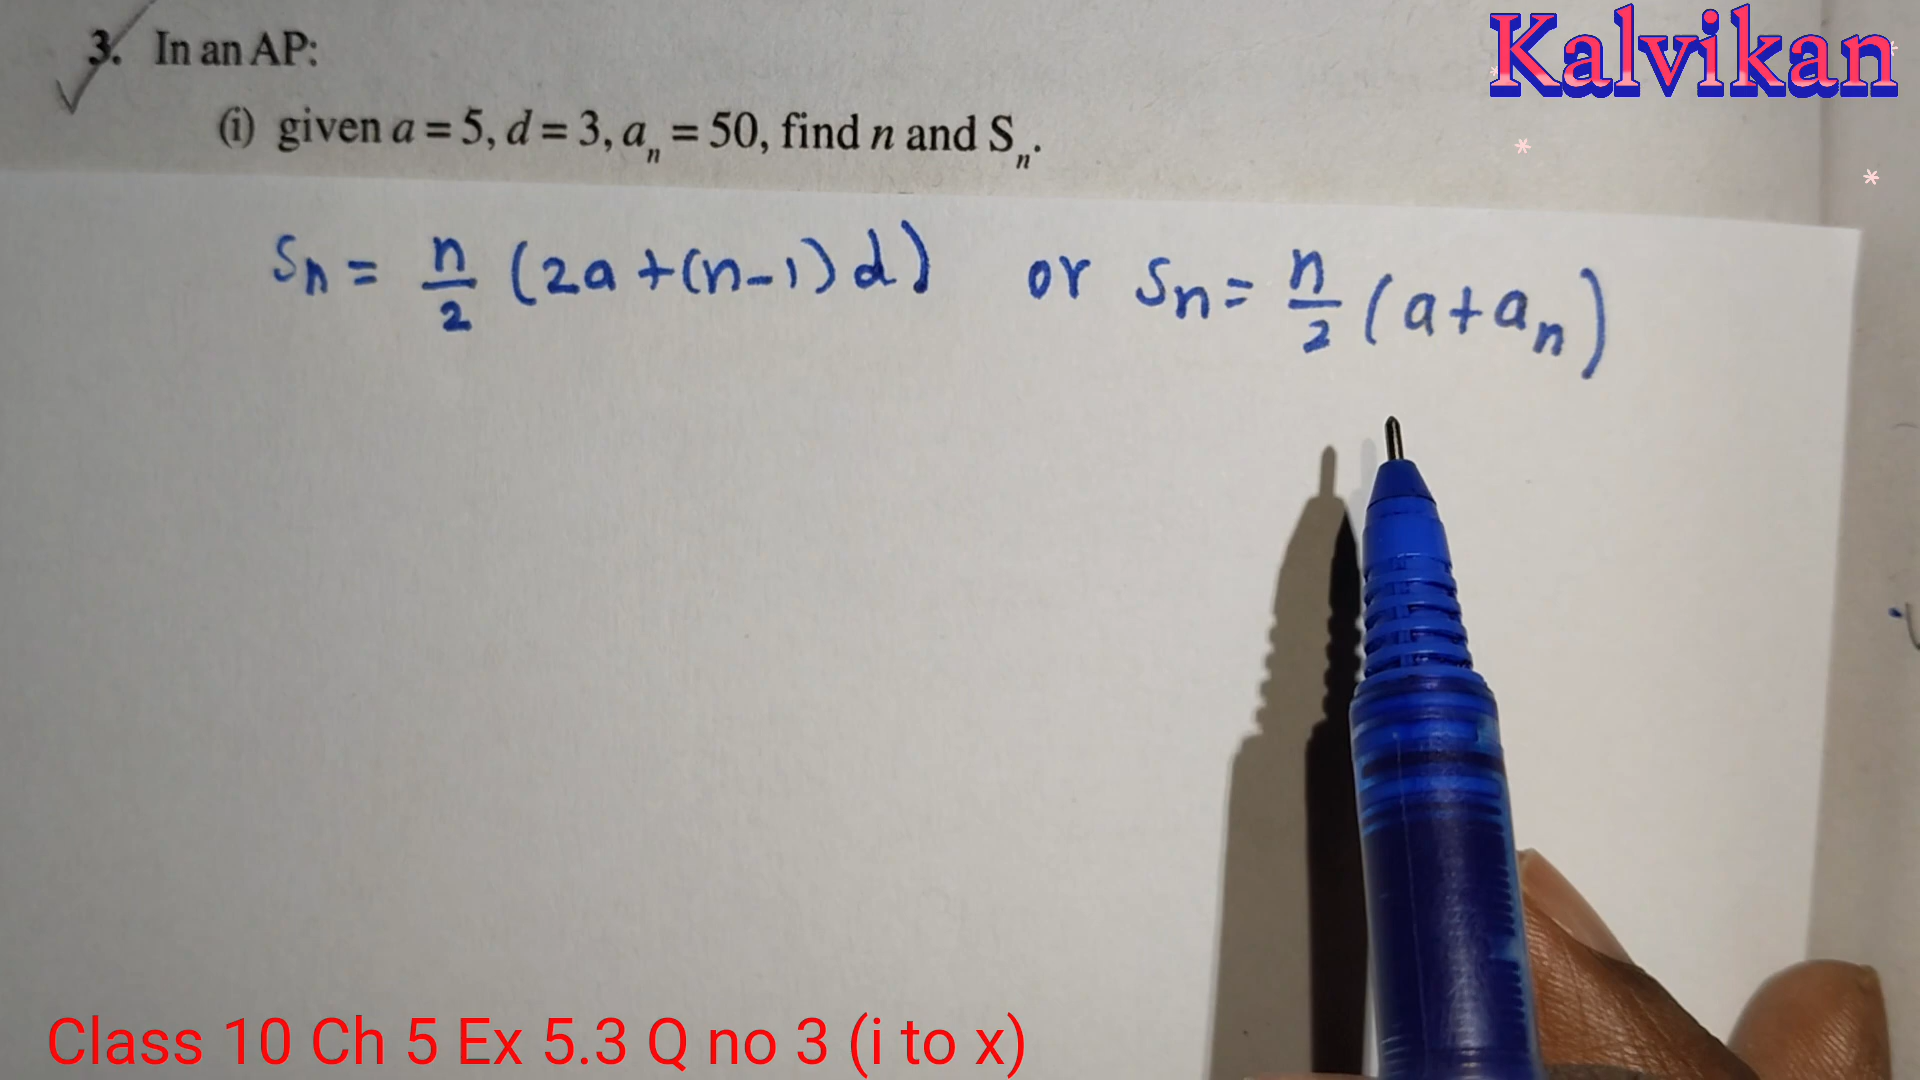 Kalvikan
3. In an AP:
(i) given a = 5, d = 3, aₙ = 50, find n and Sₙ.
Sₙ = n/2 (2a+(n-1)d) or Sₙ = n/2 (a+aₙ)
Class 10 Ch 5 Ex 5.3 Q no 3 (i to x)